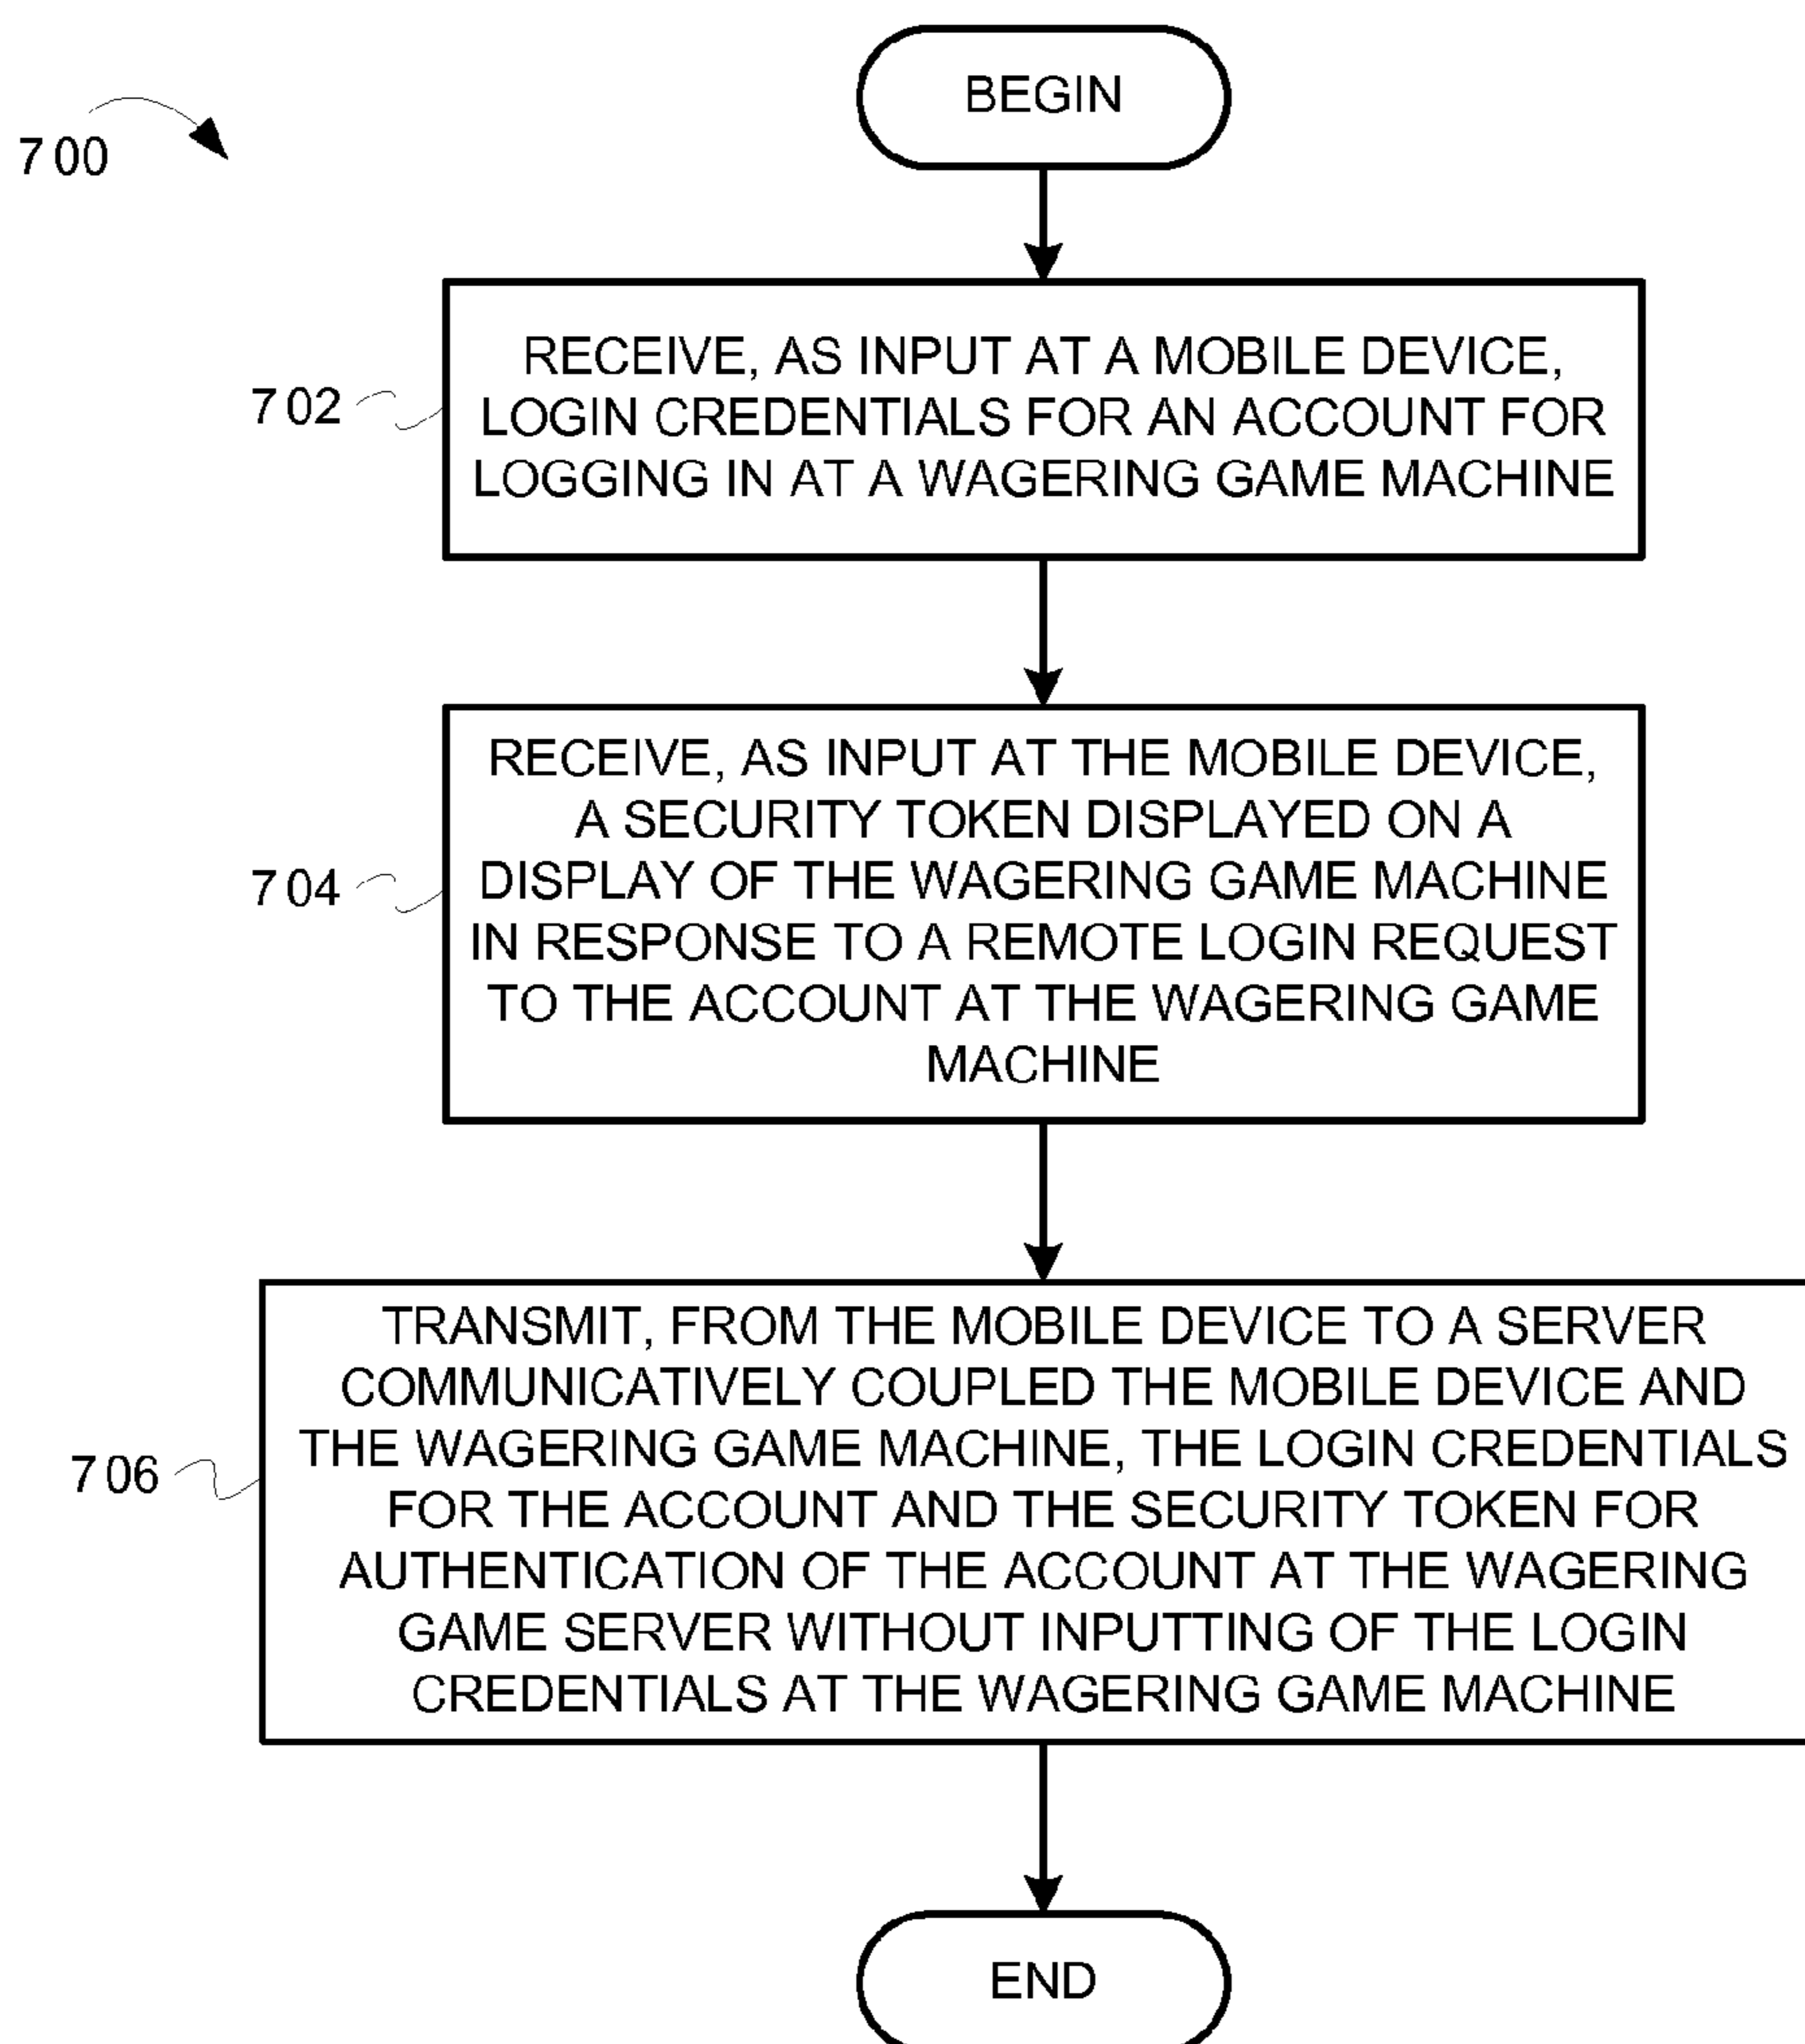 BEGIN
700
702
RECEIVE, AS INPUT AT A MOBILE DEVICE,
LOGIN CREDENTIALS FOR AN ACCOUNT FOR
LOGGING IN AT A WAGERING GAME MACHINE
704
RECEIVE, AS INPUT AT THE MOBILE DEVICE,
A SECURITY TOKEN DISPLAYED ON A
DISPLAY OF THE WAGERING GAME MACHINE
IN RESPONSE TO A REMOTE LOGIN REQUEST
TO THE ACCOUNT AT THE WAGERING GAME
MACHINE
706
TRANSMIT, FROM THE MOBILE DEVICE TO A SERVER
COMMUNICATIVELY COUPLED THE MOBILE DEVICE AND
THE WAGERING GAME MACHINE, THE LOGIN CREDENTIALS
FOR THE ACCOUNT AND THE SECURITY TOKEN FOR
AUTHENTICATION OF THE ACCOUNT AT THE WAGERING
GAME SERVER WITHOUT INPUTTING OF THE LOGIN
CREDENTIALS AT THE WAGERING GAME MACHINE
END